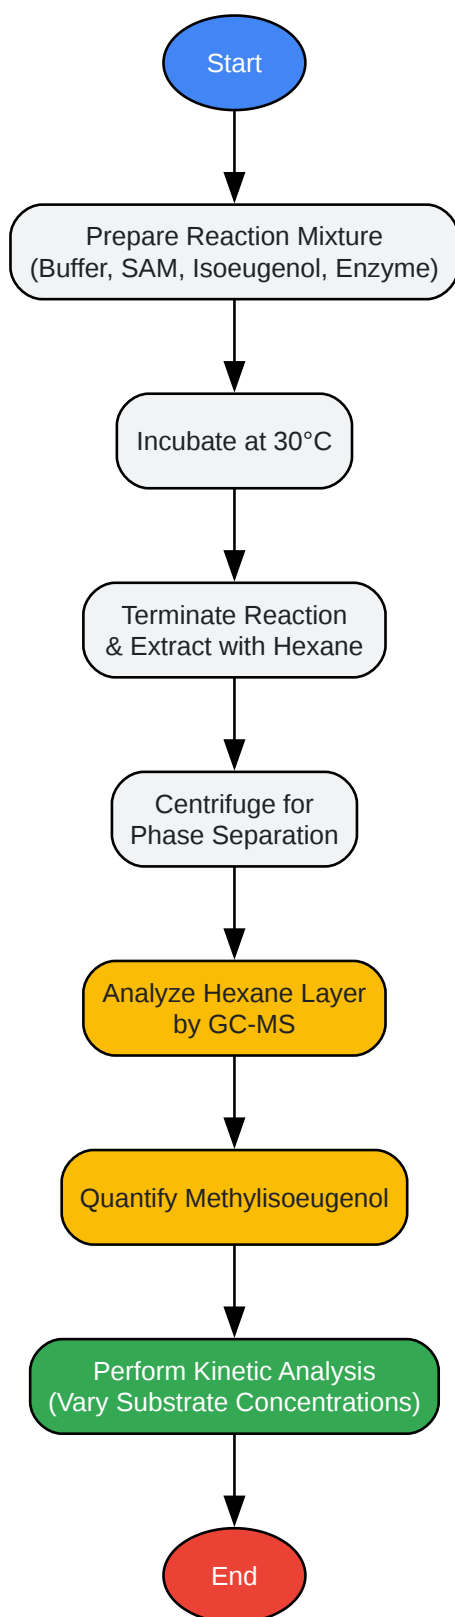 Start
Prepare Reaction Mixture
(Buffer, SAM, Isoeugenol, Enzyme)
Incubate at 30°C
Terminate Reaction
& Extract with Hexane
Centrifuge for
Phase Separation
Analyze Hexane Layer
by GC-MS
Quantify Methylisoeugenol
Perform Kinetic Analysis
(Vary Substrate Concentrations)
End